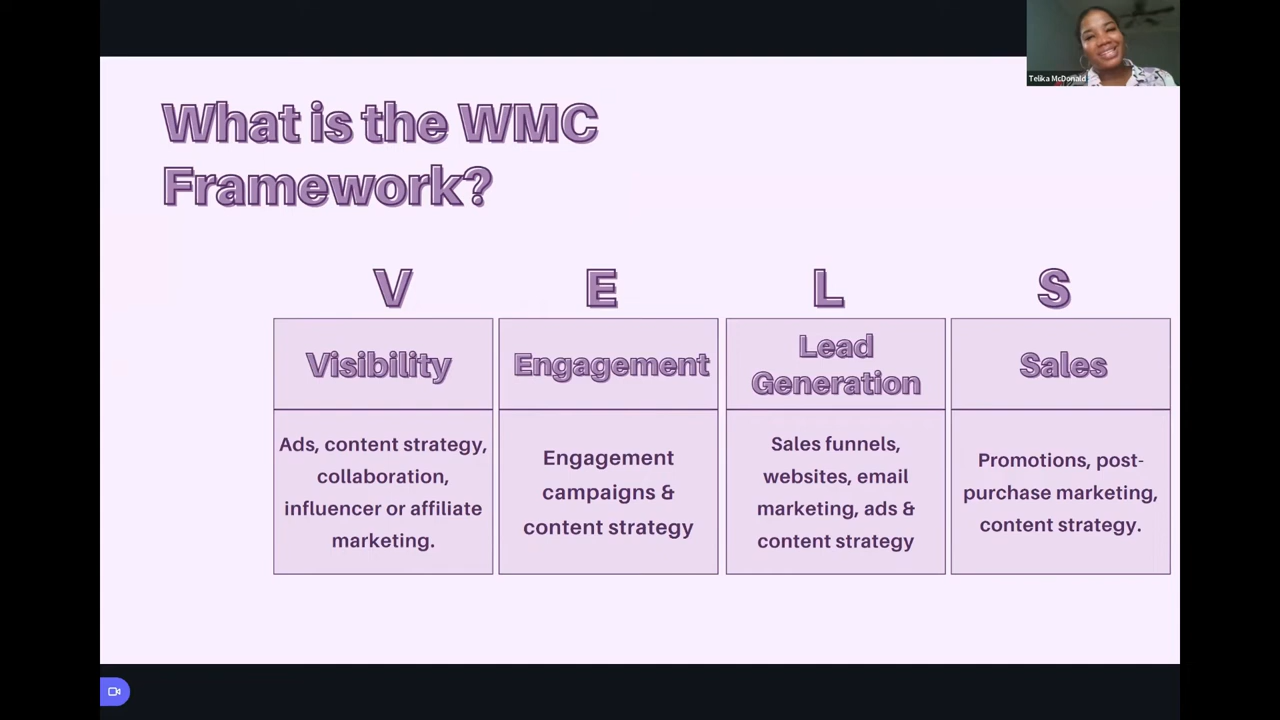 Telika McDonald
What is the WMC
Framework?
V
E
L
S
Visibility
Engagement
Lead
Generation
Sales
Ads, content strategy,
collaboration,
influencer or affiliate
marketing.
Engagement
campaigns &
content strategy
Sales funnels,
websites, email
marketing, ads &
content strategy
Promotions, post-
purchase marketing,
content strategy.